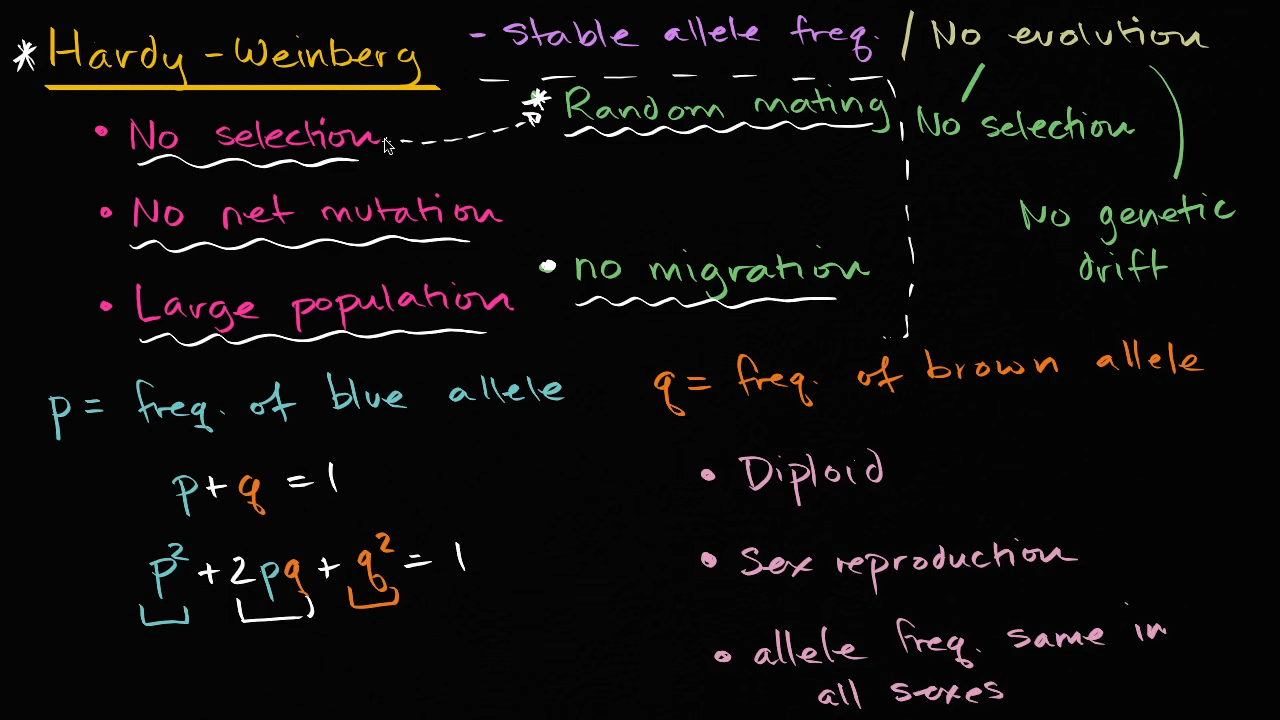 * Hardy-Weinberg
- stable allele freq. / No evolution
• No selection
* Random mating
No selection
• No net mutation
No genetic
drift
• no migration
• Large population
p = freq. of blue allele
q = freq. of brown allele
p + q = 1
• Diploid
p² + 2pq + q² = 1
• Sex reproduction
• allele freq. same in
all sexes